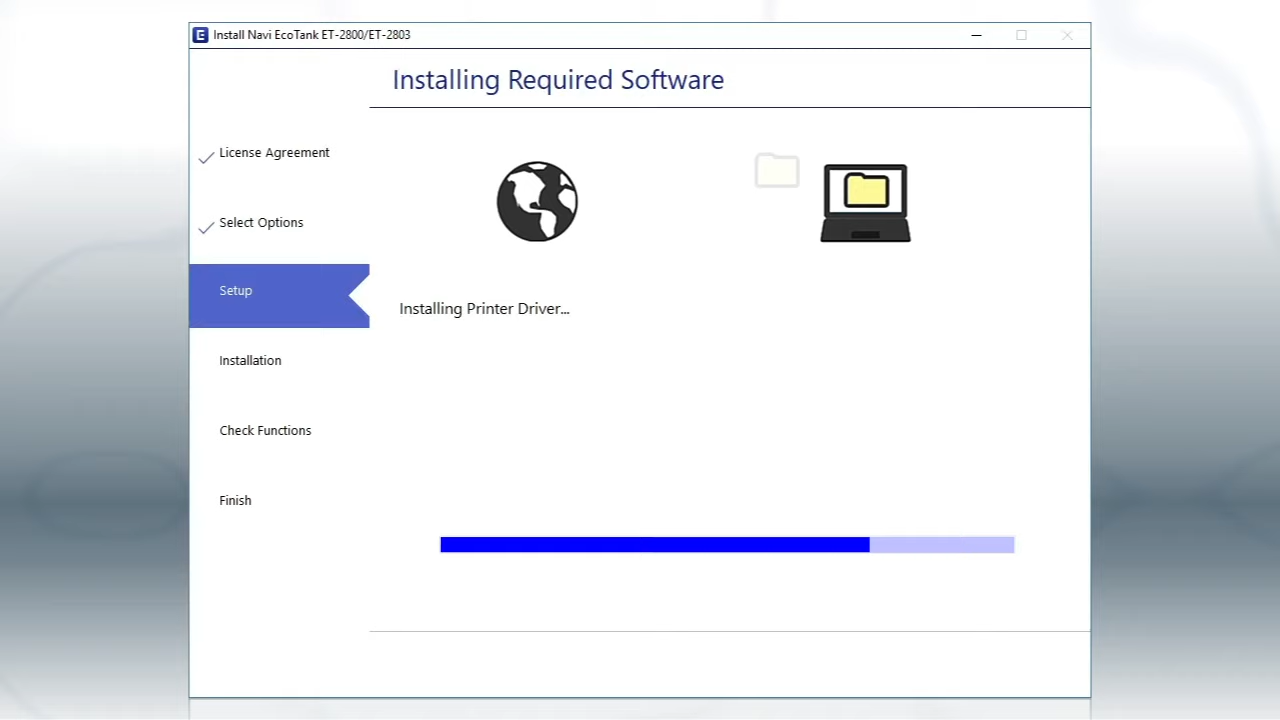 Install Navi EcoTank ET-2800/ET-2803
Installing Required Software
License Agreement
Select Options
Setup
Installing Printer Driver...
Installation
Check Functions
Finish